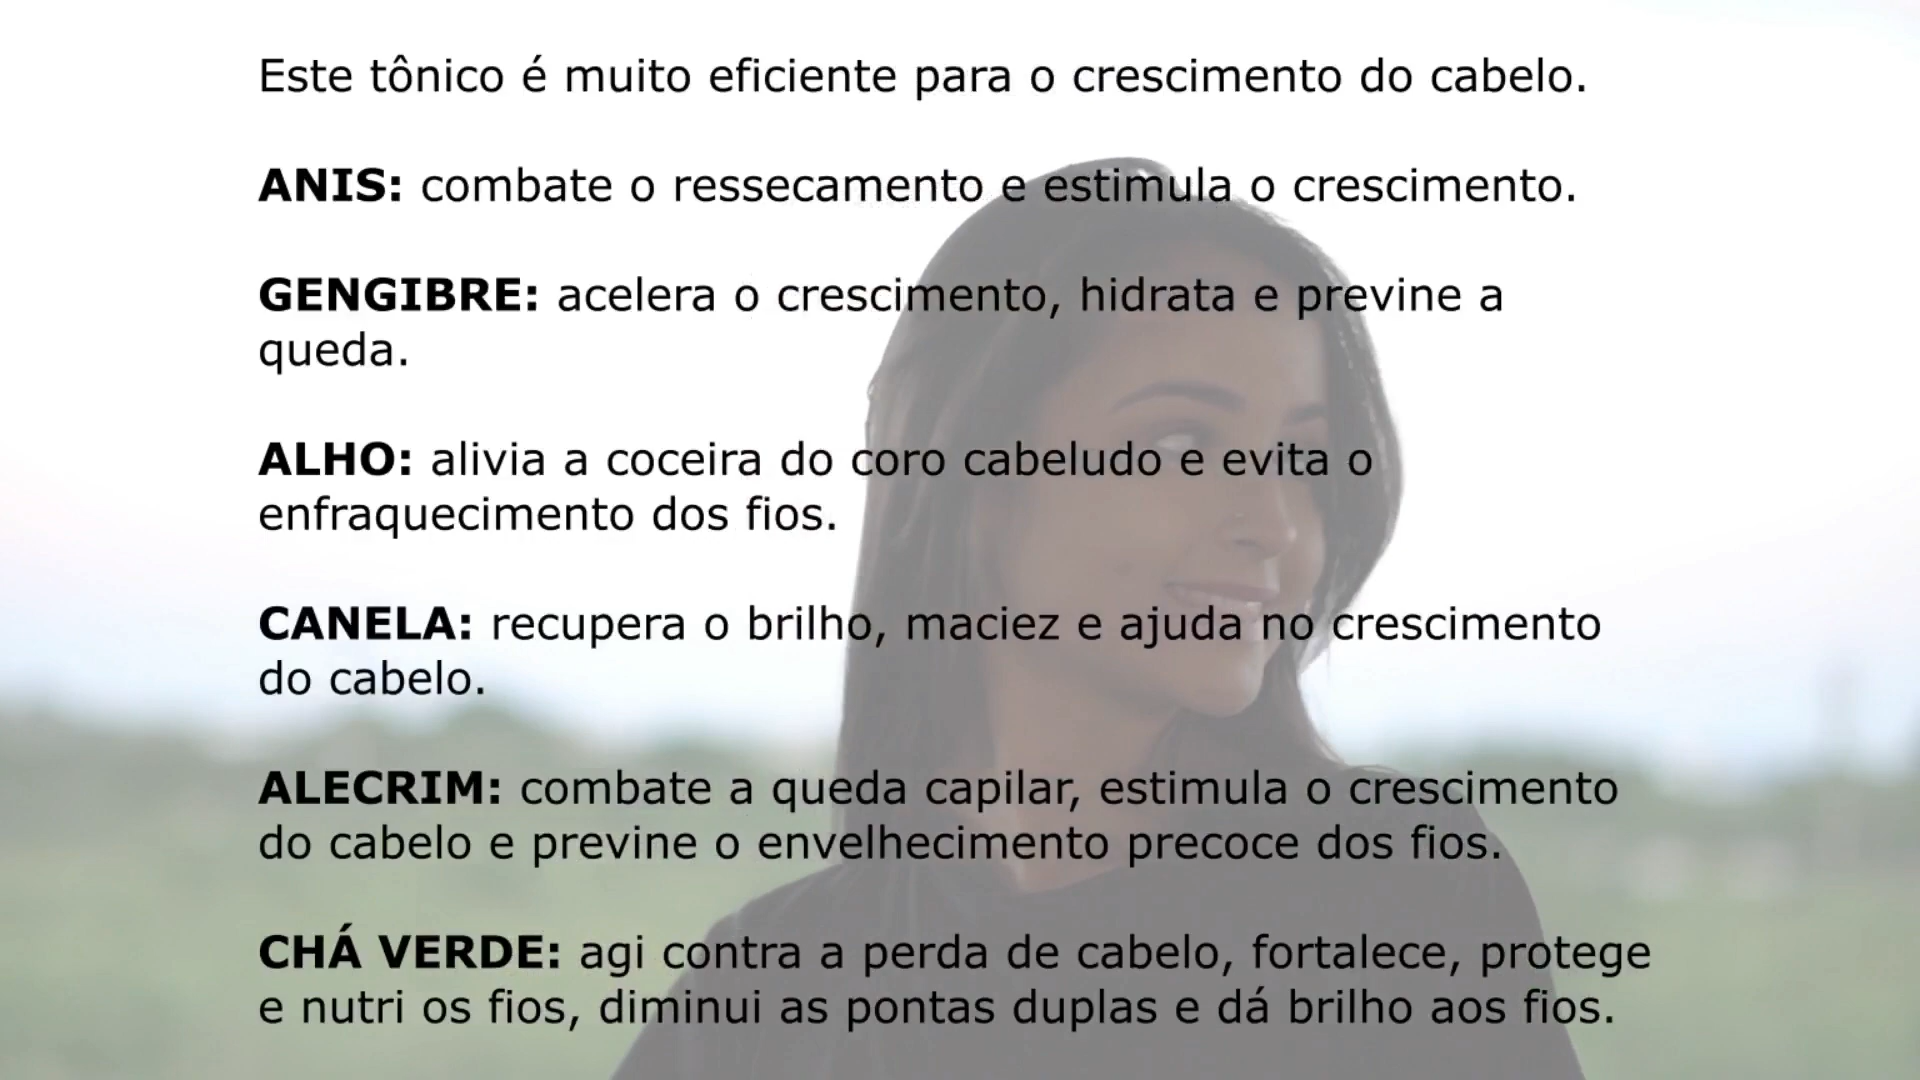 Este tônico é muito eficiente para o crescimento do cabelo.
ANIS: combate o ressecamento e estimula o crescimento.
GENGIBRE: acelera o crescimento, hidrata e previne a
queda.
ALHO: alivia a coceira do coro cabeludo e evita o
enfraquecimento dos fios.
CANELA: recupera o brilho, maciez e ajuda no crescimento
do cabelo.
ALECRIM: combate a queda capilar, estimula o crescimento
do cabelo e previne o envelhecimento precoce dos fios.
CHÁ VERDE: agi contra a perda de cabelo, fortalece, protege
e nutri os fios, diminui as pontas duplas e dá brilho aos fios.